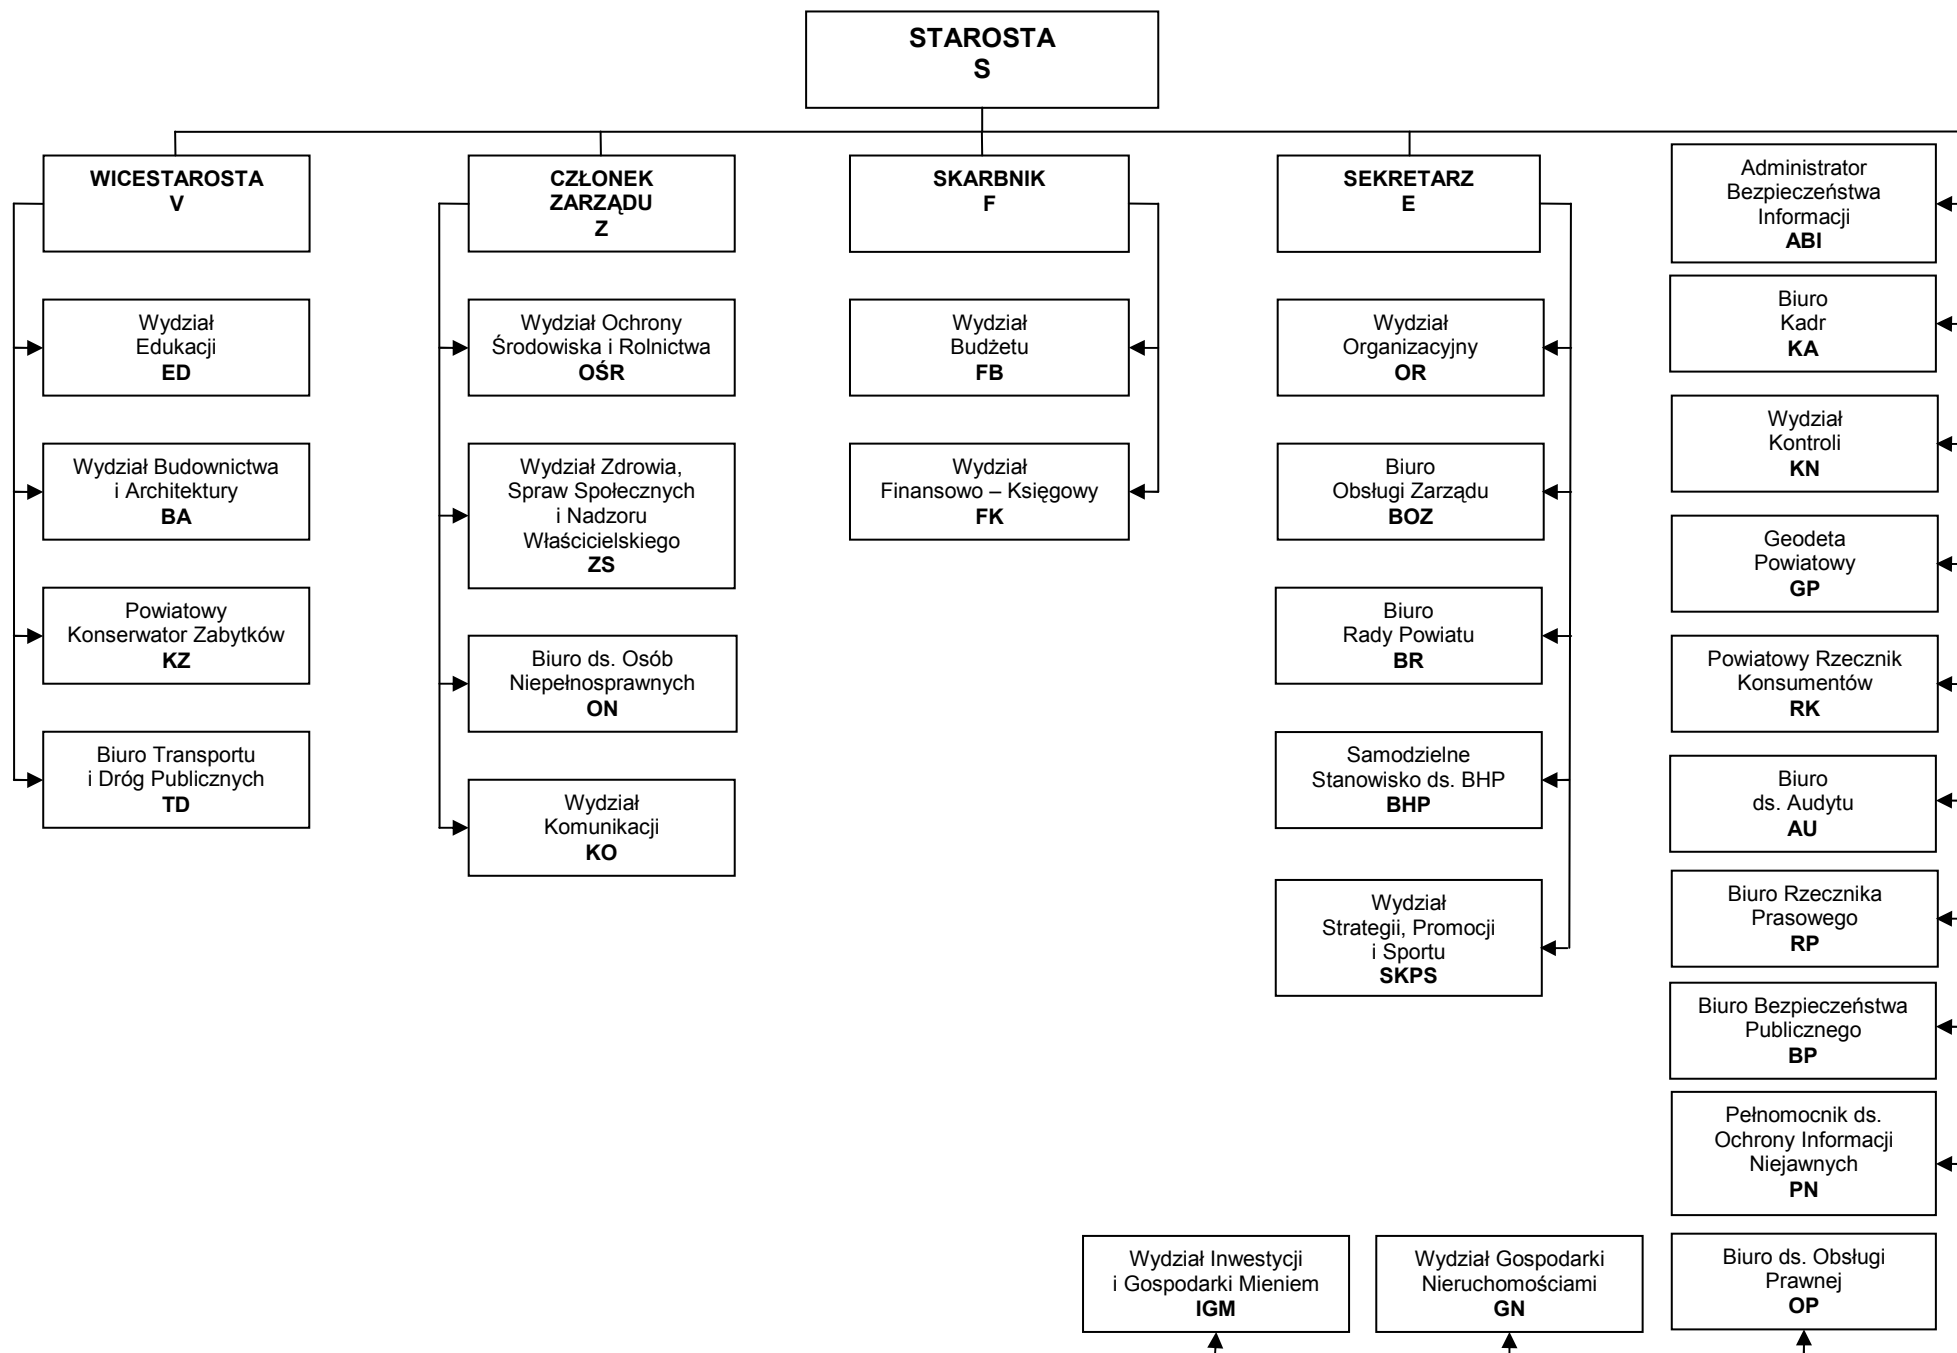 STAROSTA
S
WICESTAROSTA
V
Wydział
Edukacji
ED
Wydział Budownictwa
i Architektury
BA
Powiatowy
Konserwator Zabytków
KZ
Biuro Transportu
i Dróg Publicznych
TD
CZŁONEK
ZARZĄDU
Z
Wydział Ochrony
Środowiska i Rolnictwa
OŚR
Wydział Zdrowia,
Spraw Społecznych
i Nadzoru
Właścicielskiego
ZS
Biuro ds. Osób
Niepełnosprawnych
ON
Wydział
Komunikacji
KO
SKARBNIK
F
Wydział
Budżetu
FB
Wydział
Finansowo – Księgowy
FK
SEKRETARZ
E
Wydział
Organizacyjny
OR
Biuro
Obsługi Zarządu
BOZ
Biuro
Rady Powiatu
BR
Samodzielne
Stanowisko ds. BHP
BHP
Wydział
Strategii, Promocji
i Sportu
SKPS
Administrator
Bezpieczeństwa
Informacji
ABI
Biuro
Kadr
KA
Wydział
Kontroli
KN
Geodeta
Powiatowy
GP
Powiatowy Rzecznik
Konsumentów
RK
Biuro
ds. Audytu
AU
Biuro Rzecznika
Prasowego
RP
Biuro Bezpieczeństwa
Publicznego
BP
Pełnomocnik ds.
Ochrony Informacji
Niejawnych
PN
Wydział Inwestycji
i Gospodarki Mieniem
IGM
Wydział Gospodarki
Nieruchomościami
GN
Biuro ds. Obsługi
Prawnej
OP